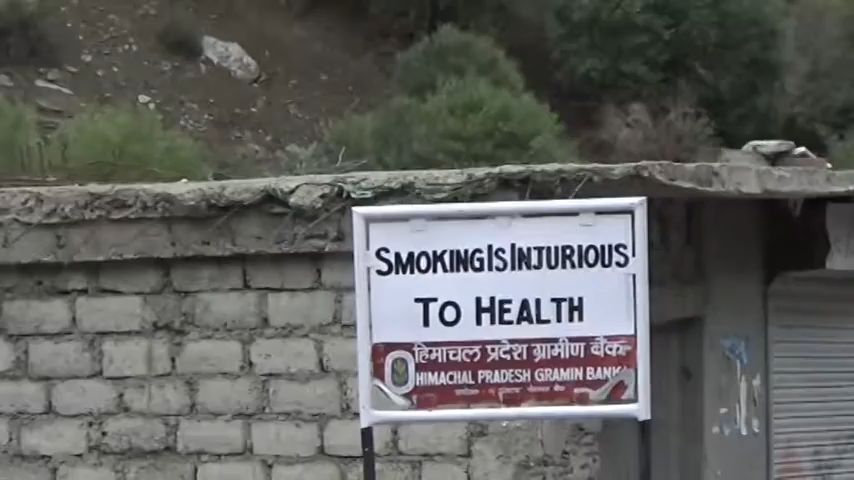 SMOKING IS INJURIOUS
TO HEALTH
हिमाचल प्रदेश ग्रामीण बैंक
HIMACHAL PRADESH GRAMIN BANK